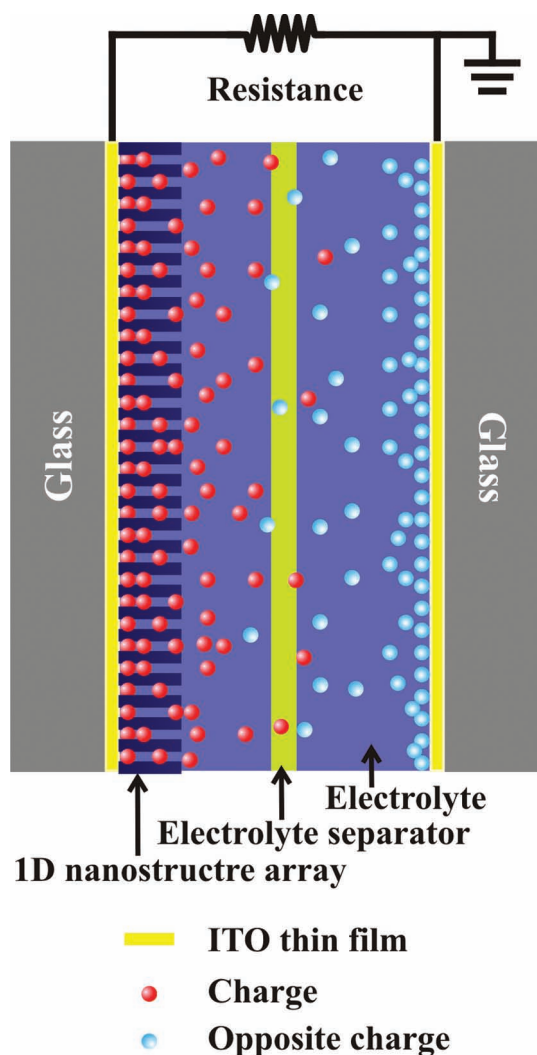 Resistance
Glass
Glass
Electrolyte
Electrolyte separator
1D nanostructre array
ITO thin film
Charge
Opposite charge